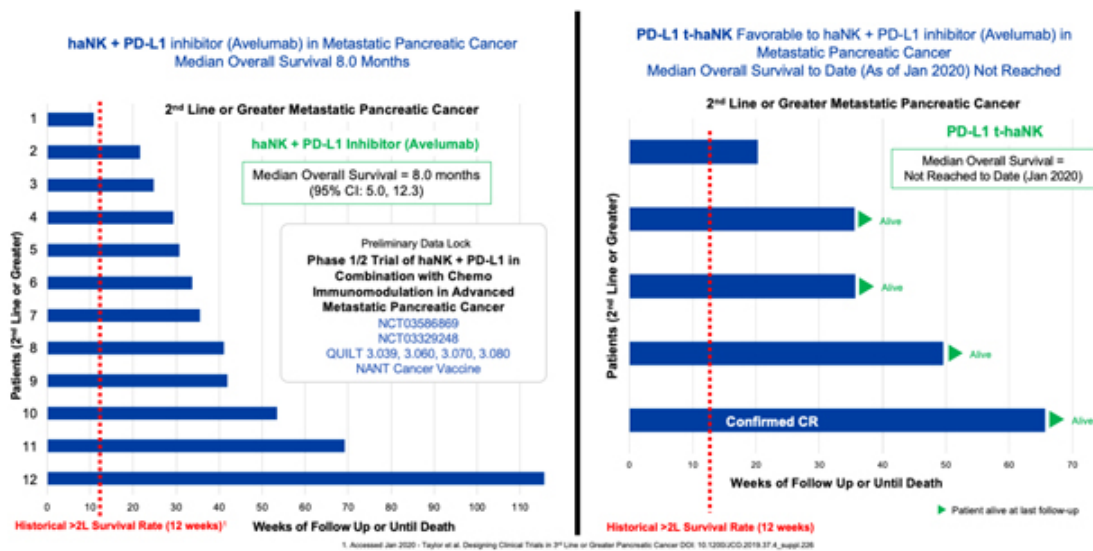 haNK + PD-L1 inhibitor (Avelumab) in Metastatic Pancreatic Cancer
Median Overall Survival 8.0 Months
2nd Line or Greater Metastatic Pancreatic Cancer
haNK + PD-L1 Inhibitor (Avelumab)
Median Overall Survival = 8.0 months
(95% CI: 5.0, 12.3)
Preliminary Data Lock
Phase 1/2 Trial of haNK + PD-L1 in
Combination with Chemo
Immunomodulation in Advanced
Metastatic Pancreatic Cancer
NCT03586869
NCT03329248
QUILT 3.039, 3.060, 3.070, 3.080
NANT Cancer Vaccine
Patients (2nd Line or Greater)
1
2
3
4
5
6
7
8
9
10
11
12
0 10 20 30 40 50 60 70 80 90 100 110
Historical >2L Survival Rate (12 weeks)1
Weeks of Follow Up or Until Death
PD-L1 t-haNK Favorable to haNK + PD-L1 inhibitor (Avelumab) in
Metastatic Pancreatic Cancer
Median Overall Survival to Date (As of Jan 2020) Not Reached
2nd Line or Greater Metastatic Pancreatic Cancer
PD-L1 t-haNK
Median Overall Survival =
Not Reached to Date (Jan 2020)
Patients (2nd Line or Greater)
Alive
Alive
Alive
Confirmed CR
Alive
0 10 20 30 40 50 60 70
Weeks of Follow Up or Until Death
Patient alive at last follow-up
Historical >2L Survival Rate (12 weeks)
1. Accessed Jan 2020 - Taylor et al. Designing Clinical Trials in 3rd Line or Greater Pancreatic Cancer DOI: 10.1200/JCO.2019.37.4_suppl.226